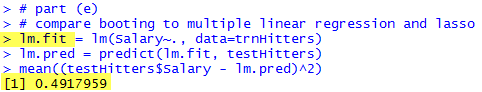 > # part (e)
> # compare booting to multiple linear regression and lasso
> lm.fit = lm(Salary~., data=trnHitters)
> lm.pred = predict(lm.fit, testHitters)
> mean((testHitters$Salary - lm.pred)^2)
[1] 0.4917959